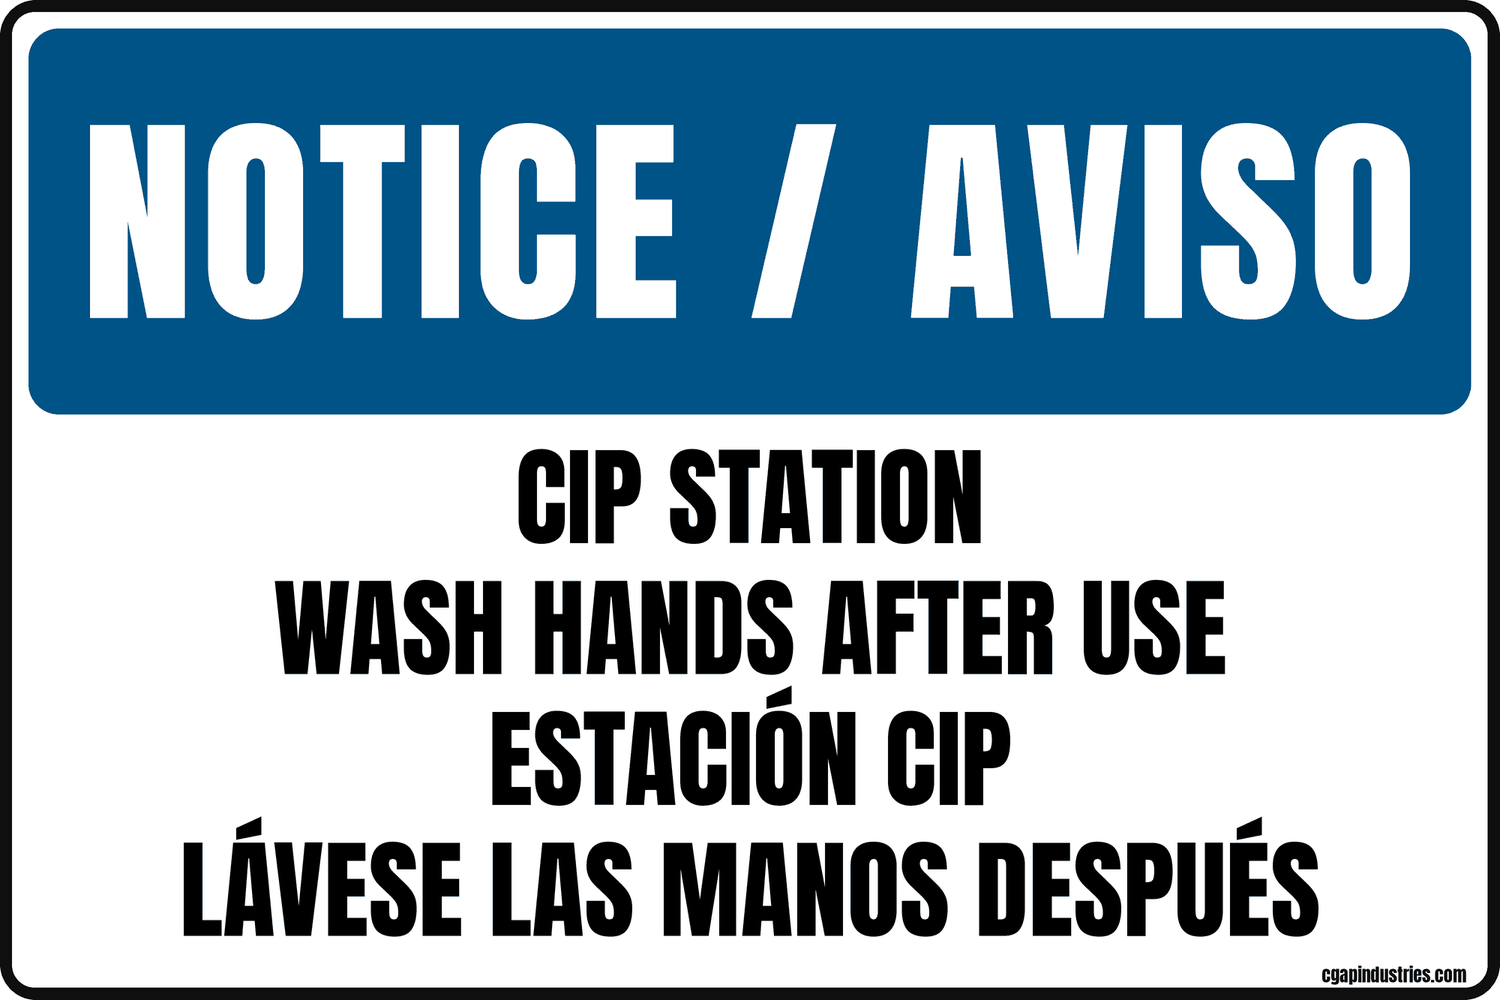 NOTICE / AVISO
CIP STATION
WASH HANDS AFTER USE
ESTACIÓN CIP
LÁVESE LAS MANOS DESPUÉS
cgapindustries.com